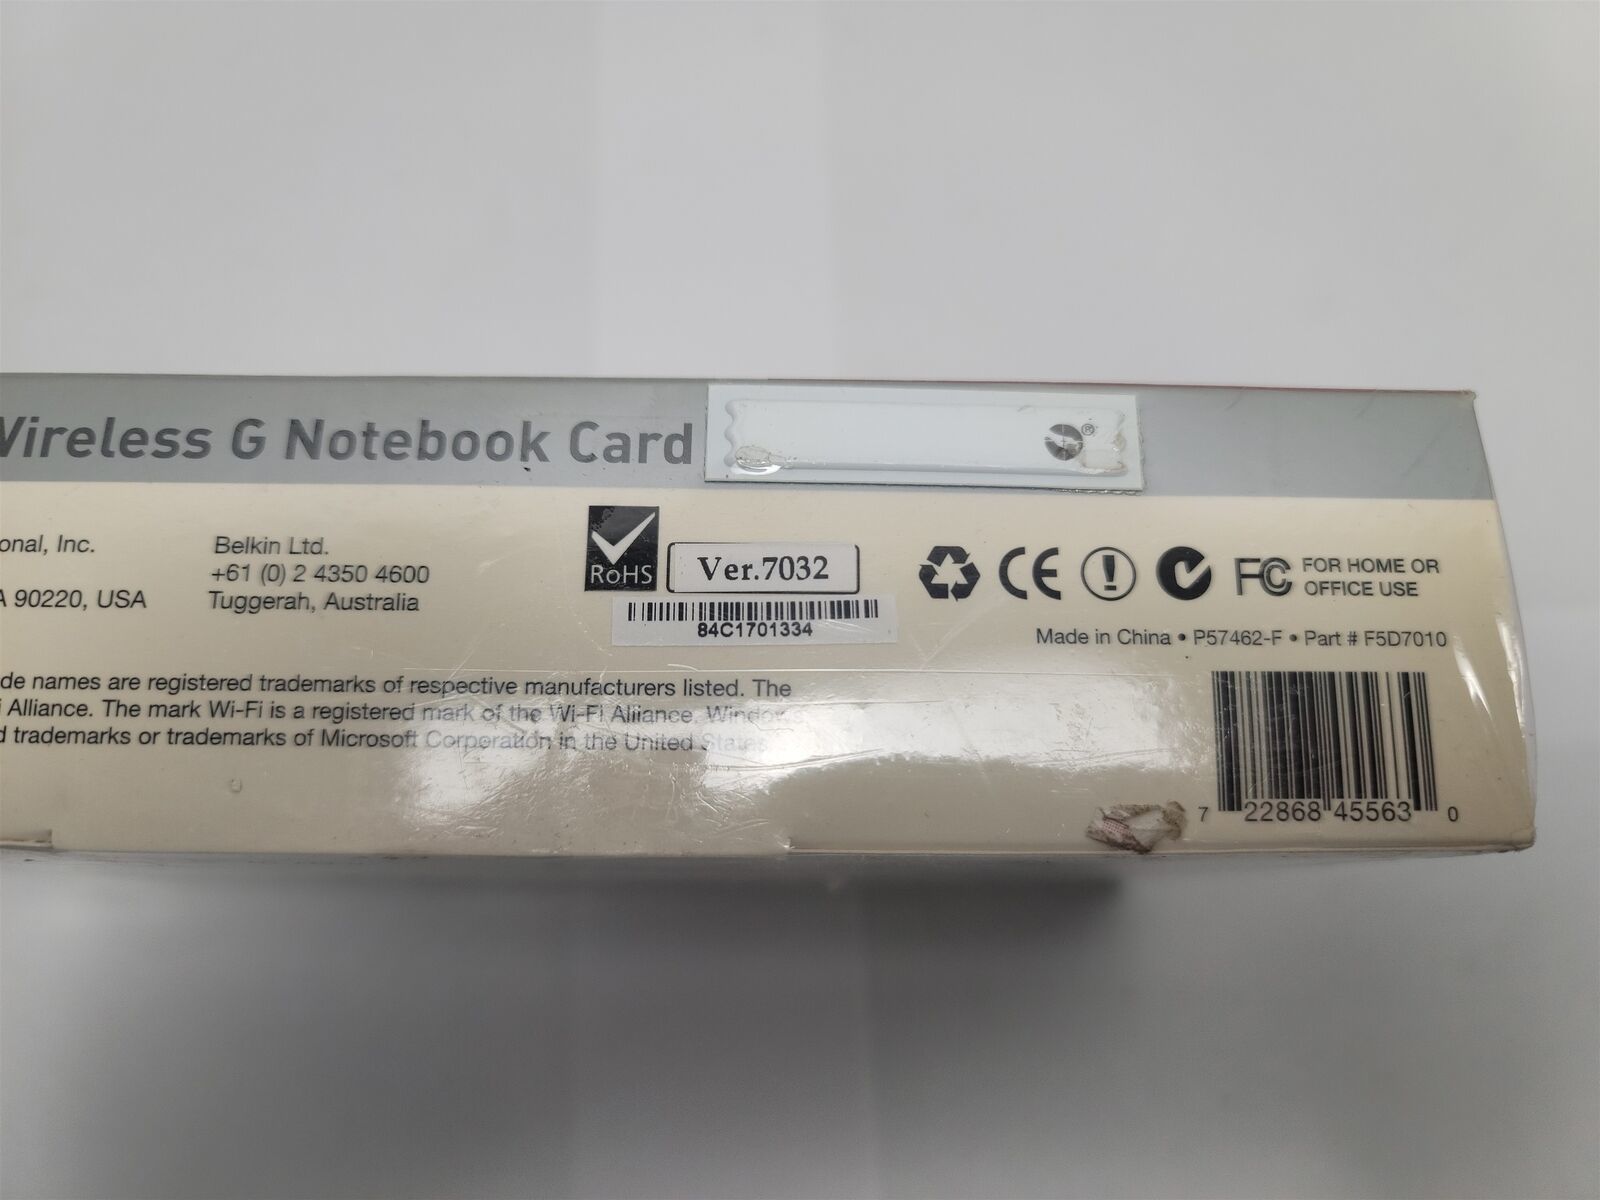 Wireless G Notebook Card
®
onal, Inc.
A 90220, USA
Belkin Ltd.
+61 (0) 2 4350 4600
Tuggerah, Australia
RoHS
Ver.7032
84C1701334
CE
FC FOR HOME OR
OFFICE USE
Made in China • P57462-F • Part # F5D7010
de names are registered trademarks of respective manufacturers listed. The
i Alliance. The mark Wi-Fi is a registered mark of the Wi-Fi Alliance. Windows
d trademarks or trademarks of Microsoft Corporation in the United States
7 22868 45563 0